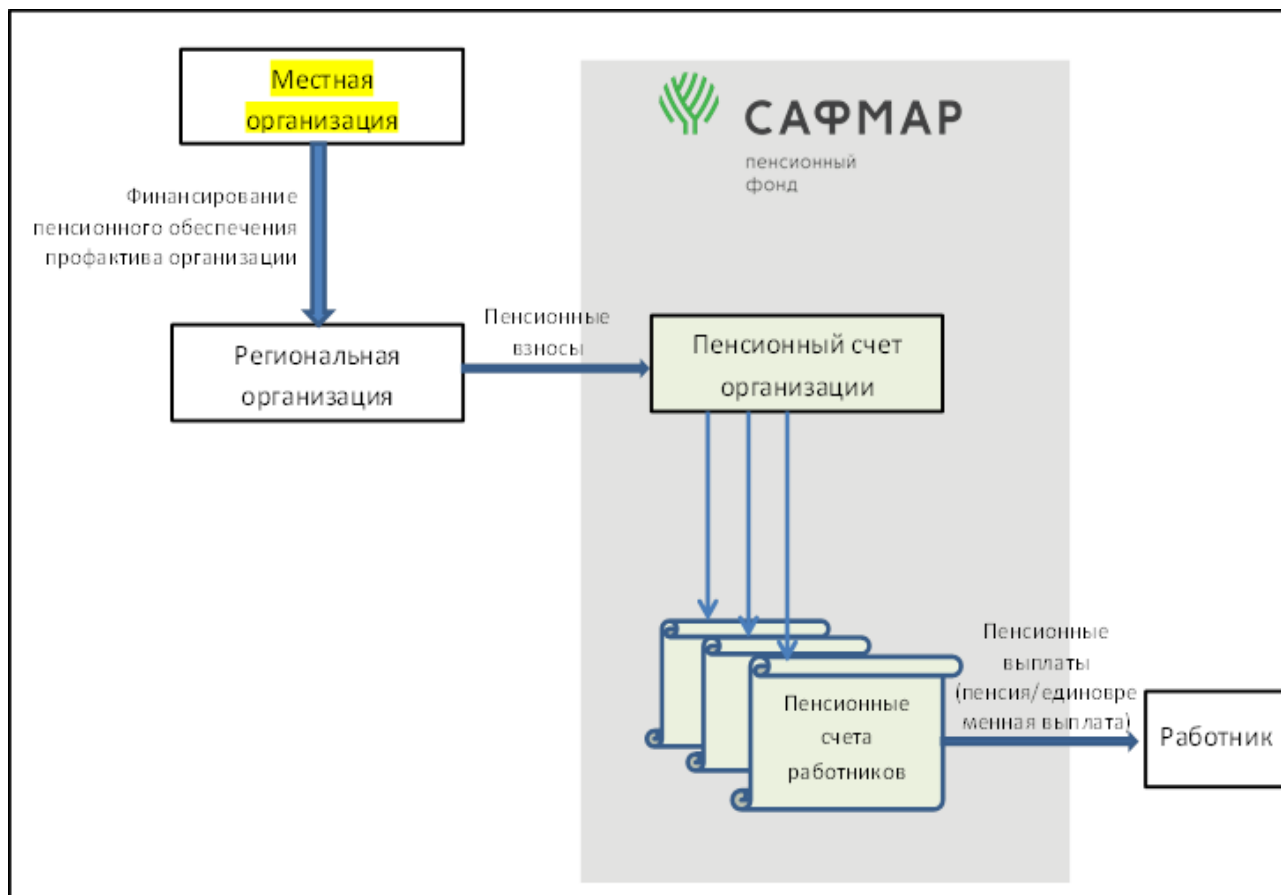 Местная
организация
САФМАР
пенсионный
фонд
Финансирование
пенсионного обеспечения
профактива организации
Региональная
организация
Пенсионные
взносы
Пенсионный счет
организации
Пенсионные
счета
работников
Пенсионные
выплаты
(пенсия/единовре
менная выплата)
Работник